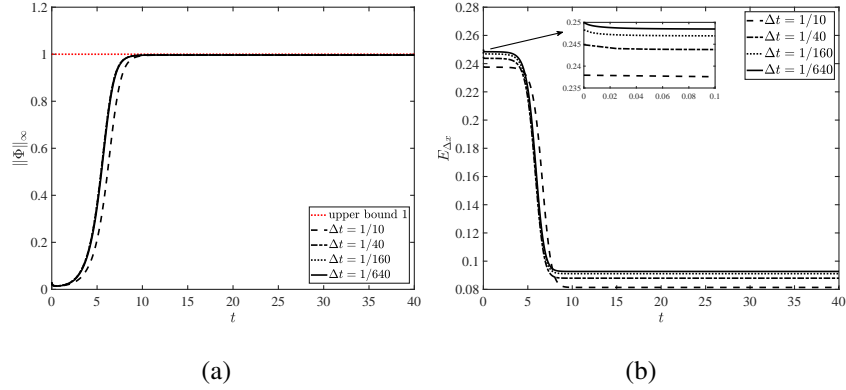 1.2
1
0.8
0.6
0.4
0.2
0
0 5 10 15 20 25 30 35 40
t
‖Φ‖∞
upper bound 1
Δt = 1/10
Δt = 1/40
Δt = 1/160
Δt = 1/640
(a)
0.28
0.26
0.24
0.22
0.2
0.18
0.16
0.14
0.12
0.1
0.08
0 5 10 15 20 25 30 35 40
t
E_Δx
0.25
0.245
0.24
0.235
0 0.02 0.04 0.06 0.08 0.1
Δt = 1/10
Δt = 1/40
Δt = 1/160
Δt = 1/640
(b)